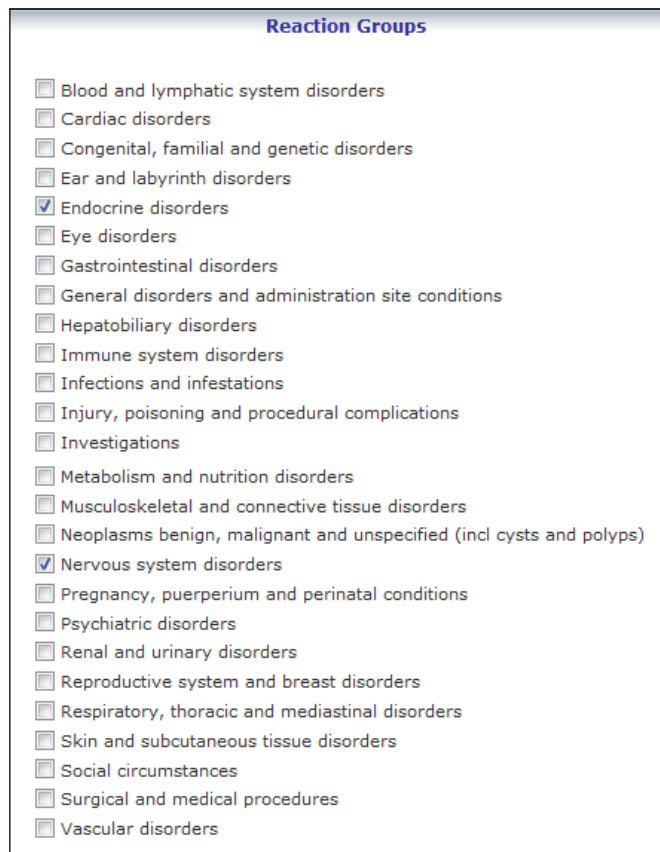 Reaction Groups
Blood and lymphatic system disorders
Cardiac disorders
Congenital, familial and genetic disorders
Ear and labyrinth disorders
Endocrine disorders
Eye disorders
Gastrointestinal disorders
General disorders and administration site conditions
Hepatobiliary disorders
Immune system disorders
Infections and infestations
Injury, poisoning and procedural complications
Investigations
Metabolism and nutrition disorders
Musculoskeletal and connective tissue disorders
Neoplasms benign, malignant and unspecified (incl cysts and polyps)
Nervous system disorders
Pregnancy, puerperium and perinatal conditions
Psychiatric disorders
Renal and urinary disorders
Reproductive system and breast disorders
Respiratory, thoracic and mediastinal disorders
Skin and subcutaneous tissue disorders
Social circumstances
Surgical and medical procedures
Vascular disorders